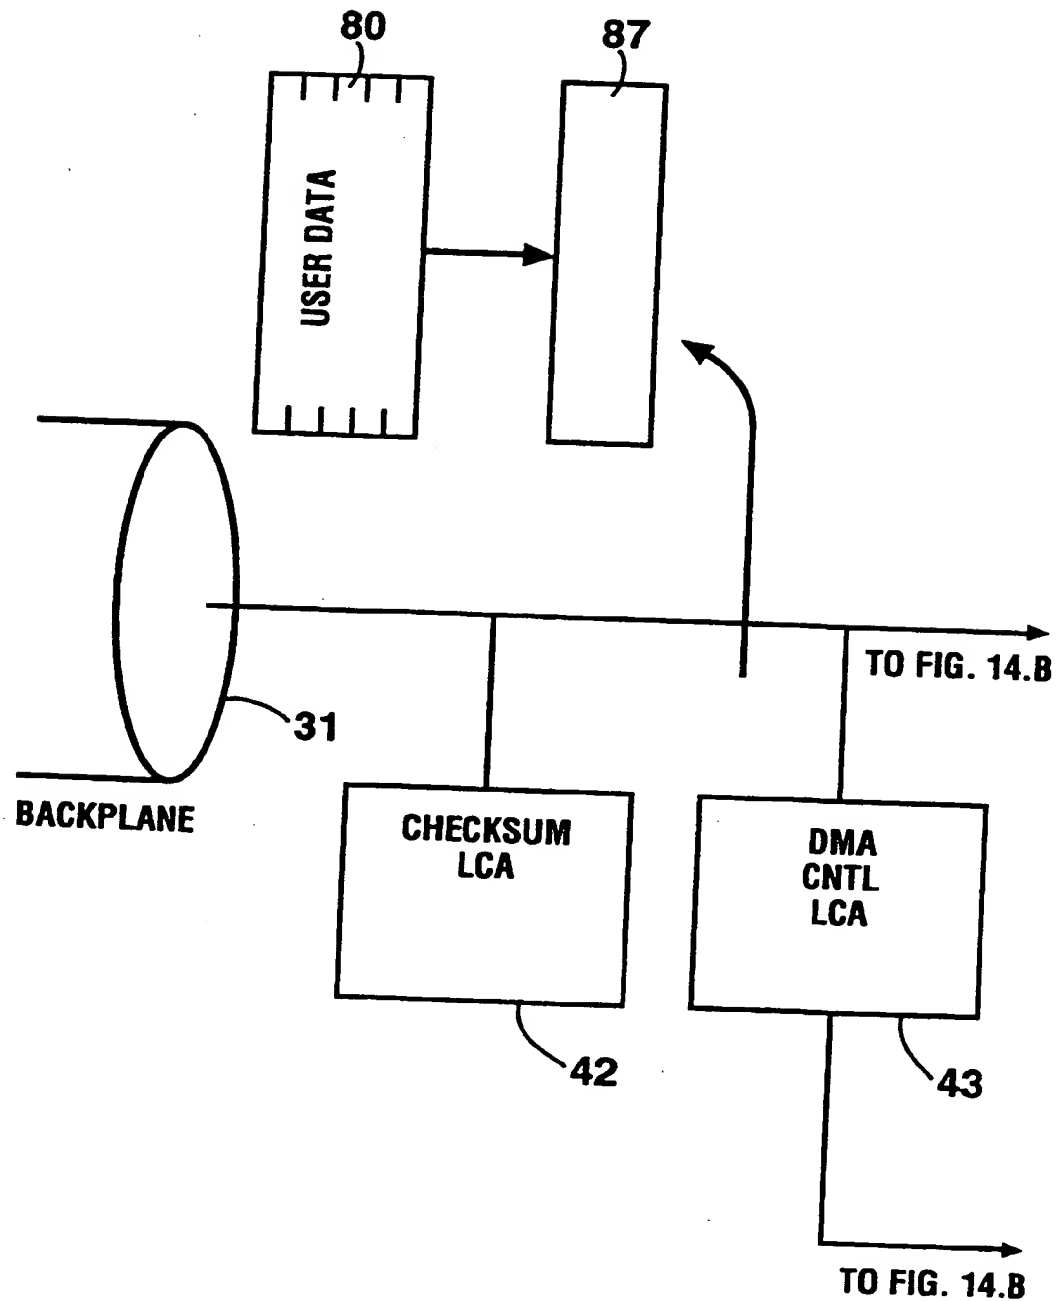 80
87
USER DATA
TO FIG. 14.B
31
BACKPLANE
CHECKSUM
LCA
DMA
CNTL
LCA
42
43
TO FIG. 14.B